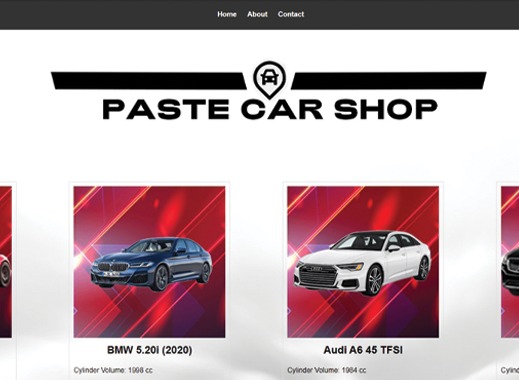 Home About Contact
PASTE CAR SHOP
BMW 5.20i (2020)
Audi A6 45 TFSI
Cylinder Volume: 1998 cc
Cylinder Volume: 1984 cc